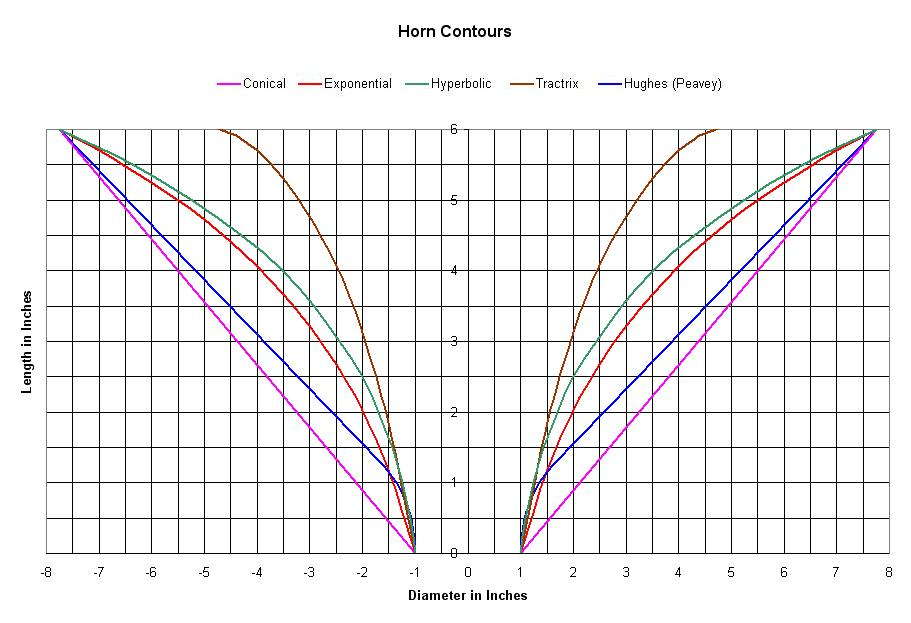 Horn Contours
Conical Exponential Hyperbolic Tractrix Hughes (Peavey)
6
5
4
3
2
1
0
Length in Inches
-8 -7 -6 -5 -4 -3 -2 -1 0 1 2 3 4 5 6 7 8
Diameter in Inches